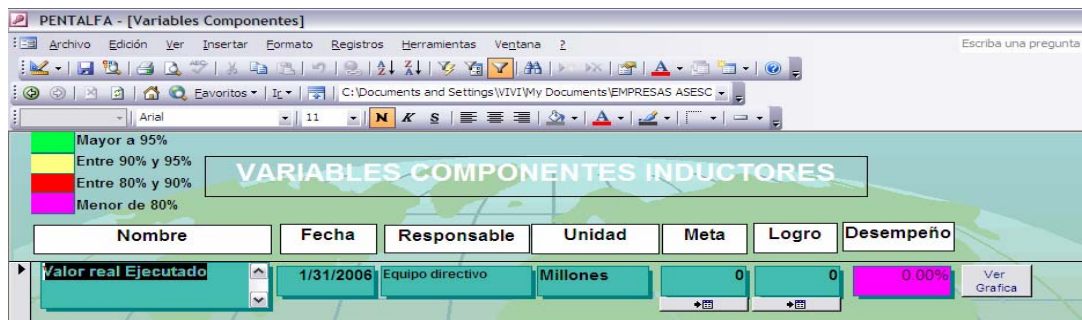 PENTALFA - [Variables Componentes]
Archivo Edición Ver Insertar Formato Registros Herramientas Ventana ?
Escriba una pregunta
Favoritos Ir C:\Documents and Settings\VIVI\My Documents\EMPRESAS ASESC
Arial 11 N K S
Mayor a 95%
Entre 90% y 95%
Entre 80% y 90%
Menor de 80%
VARIABLES COMPONENTES INDUCTORES
Nombre Fecha Responsable Unidad Meta Logro Desempeño
Valor real Ejecutado 1/31/2006 Equipo directivo Millones 0 0 0.00% Ver
Grafica